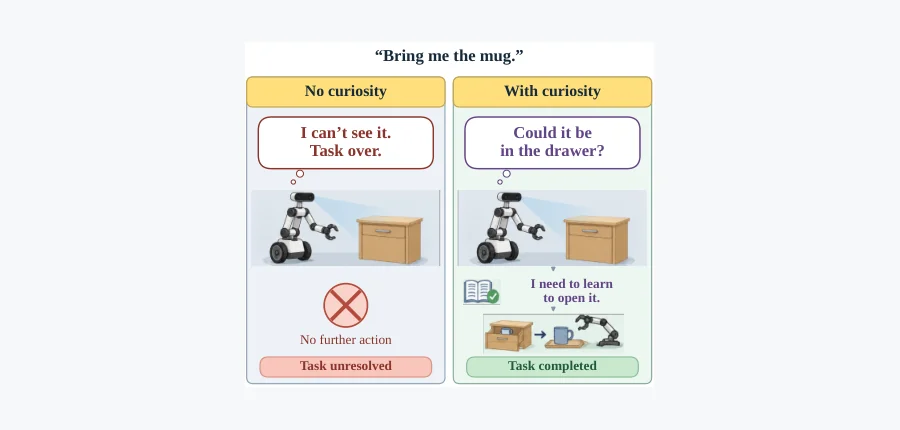 “Bring me the mug.”
No curiosity
I can’t see it.
Task over.
No further action
Task unresolved
With curiosity
Could it be
in the drawer?
I need to learn
to open it.
Task completed